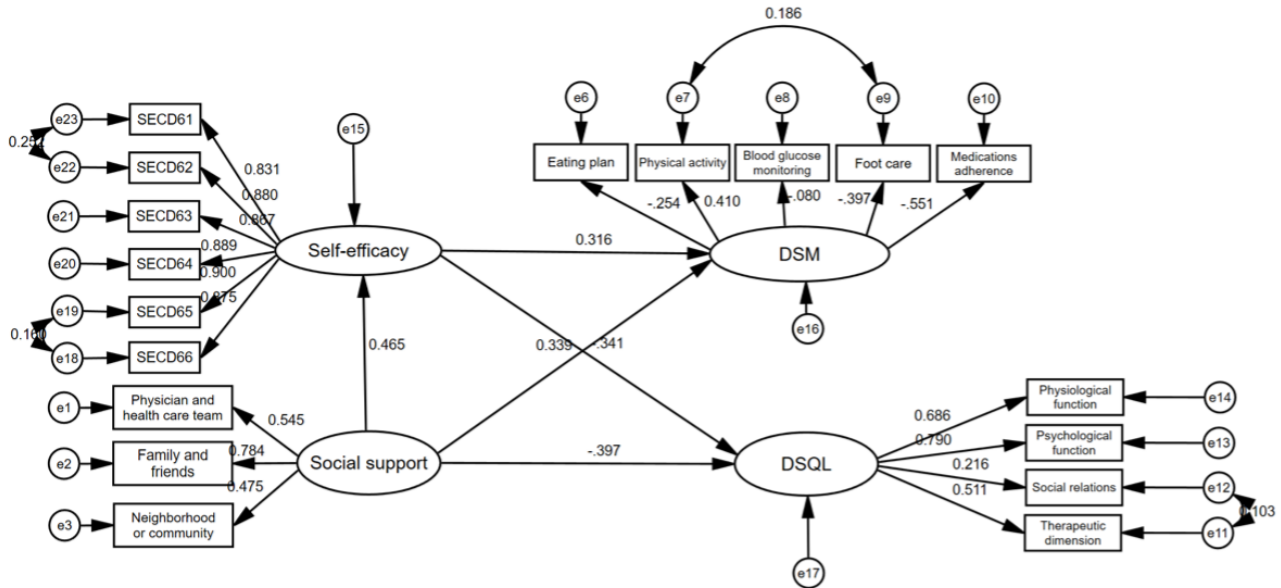 0.186
e6
e7
e8
e9
e10
Eating plan
Physical activity
Blood glucose
monitoring
Foot care
Medications
adherence
-.254
0.410
-.080
-.397
-.551
e23
SECD61
e15
e22
SECD62
0.831
e21
SECD63
0.880
0.867
e20
SECD64
0.889
0.900
e19
SECD65
0.875
e18
SECD66
Self-efficacy
0.316
DSM
e16
0.465
0.339
-.341
e1
Physician and
health care team
0.545
e2
Family and
friends
0.784
0.475
e3
Neighborhood
or community
Social support
-.397
DSQL
e17
0.686
0.790
0.216
0.511
Physiological
function
e14
Psychological
function
e13
Social relations
e12
Therapeutic
dimension
e11